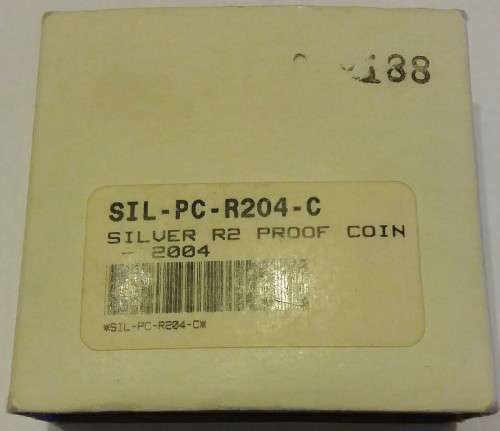 188
SIL-PC-R204-C
SILVER R2 PROOF COIN
- 2004
*SIL-PC-R204-C*